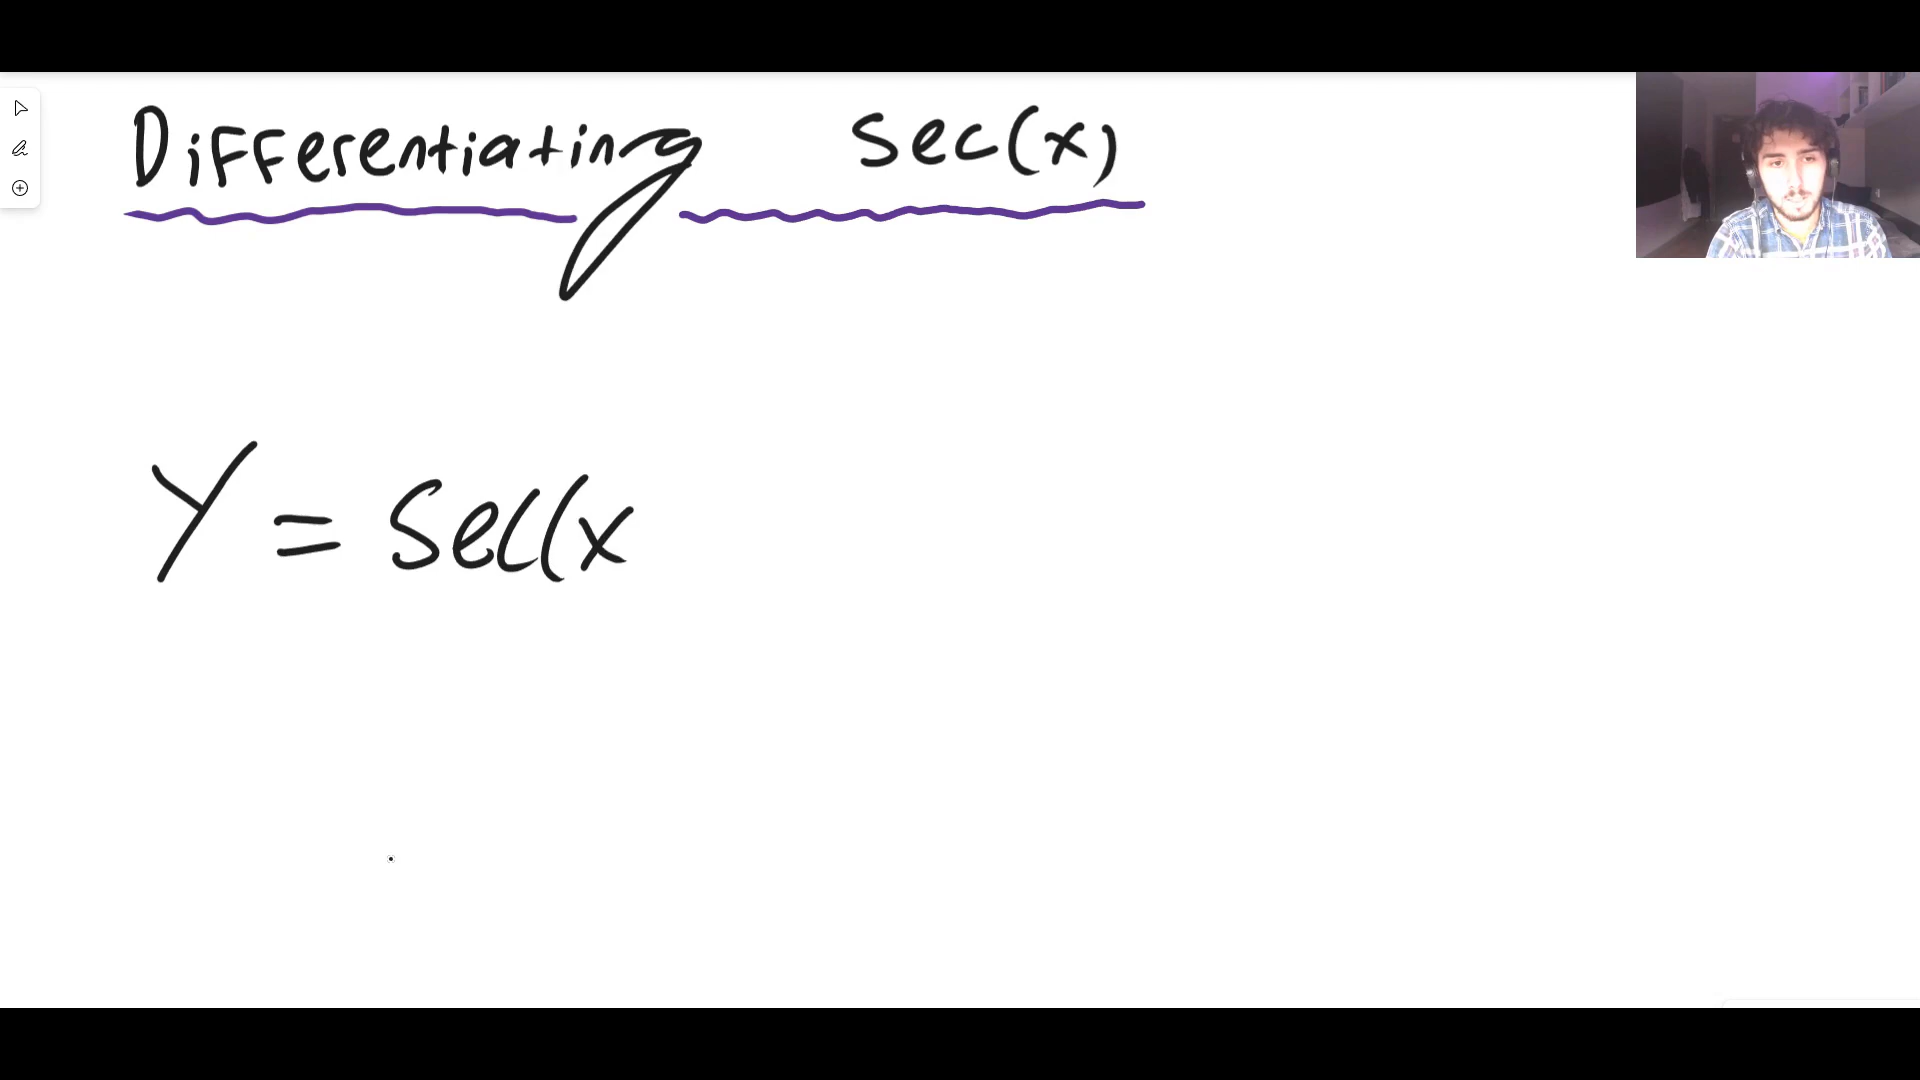 Differentiating sec(x)
Y = sec(x